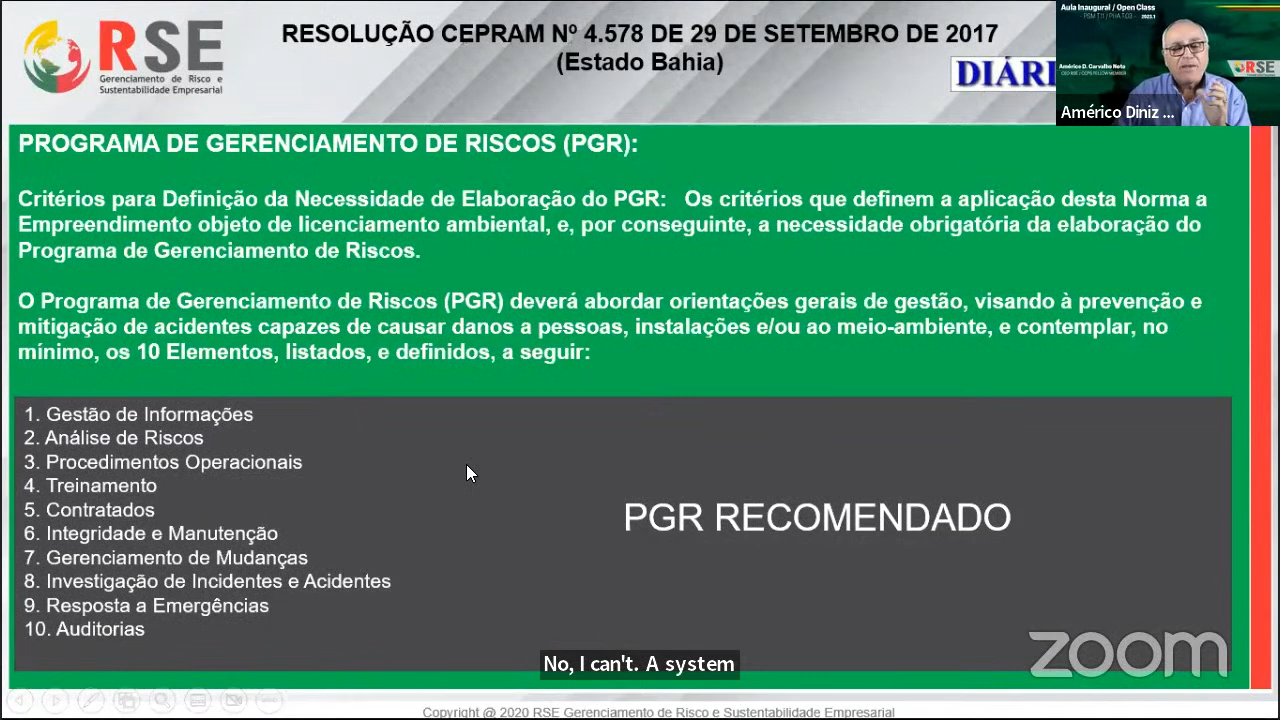 RSE
Gerenciamento de Risco e
Sustentabilidade Empresarial
RESOLUÇÃO CEPRAM Nº 4.578 DE 29 DE SETEMBRO DE 2017
(Estado Bahia)
DIÁRI
Aula Inaugural / Open Class
Américo D. Carvalho Neto
RSE
Américo Diniz ...
PROGRAMA DE GERENCIAMENTO DE RISCOS (PGR):
Critérios para Definição da Necessidade de Elaboração do PGR: Os critérios que definem a aplicação desta Norma a
Empreendimento objeto de licenciamento ambiental, e, por conseguinte, a necessidade obrigatória da elaboração do
Programa de Gerenciamento de Riscos.
O Programa de Gerenciamento de Riscos (PGR) deverá abordar orientações gerais de gestão, visando à prevenção e
mitigação de acidentes capazes de causar danos a pessoas, instalações e/ou ao meio-ambiente, e contemplar, no
mínimo, os 10 Elementos, listados, e definidos, a seguir:
1. Gestão de Informações
2. Análise de Riscos
3. Procedimentos Operacionais
4. Treinamento
5. Contratados
6. Integridade e Manutenção
7. Gerenciamento de Mudanças
8. Investigação de Incidentes e Acidentes
9. Resposta a Emergências
10. Auditorias
PGR RECOMENDADO
zoom
No, I can't. A system
Copyright @ 2020 RSE Gerenciamento de Risco e Sustentabilidade Empresarial